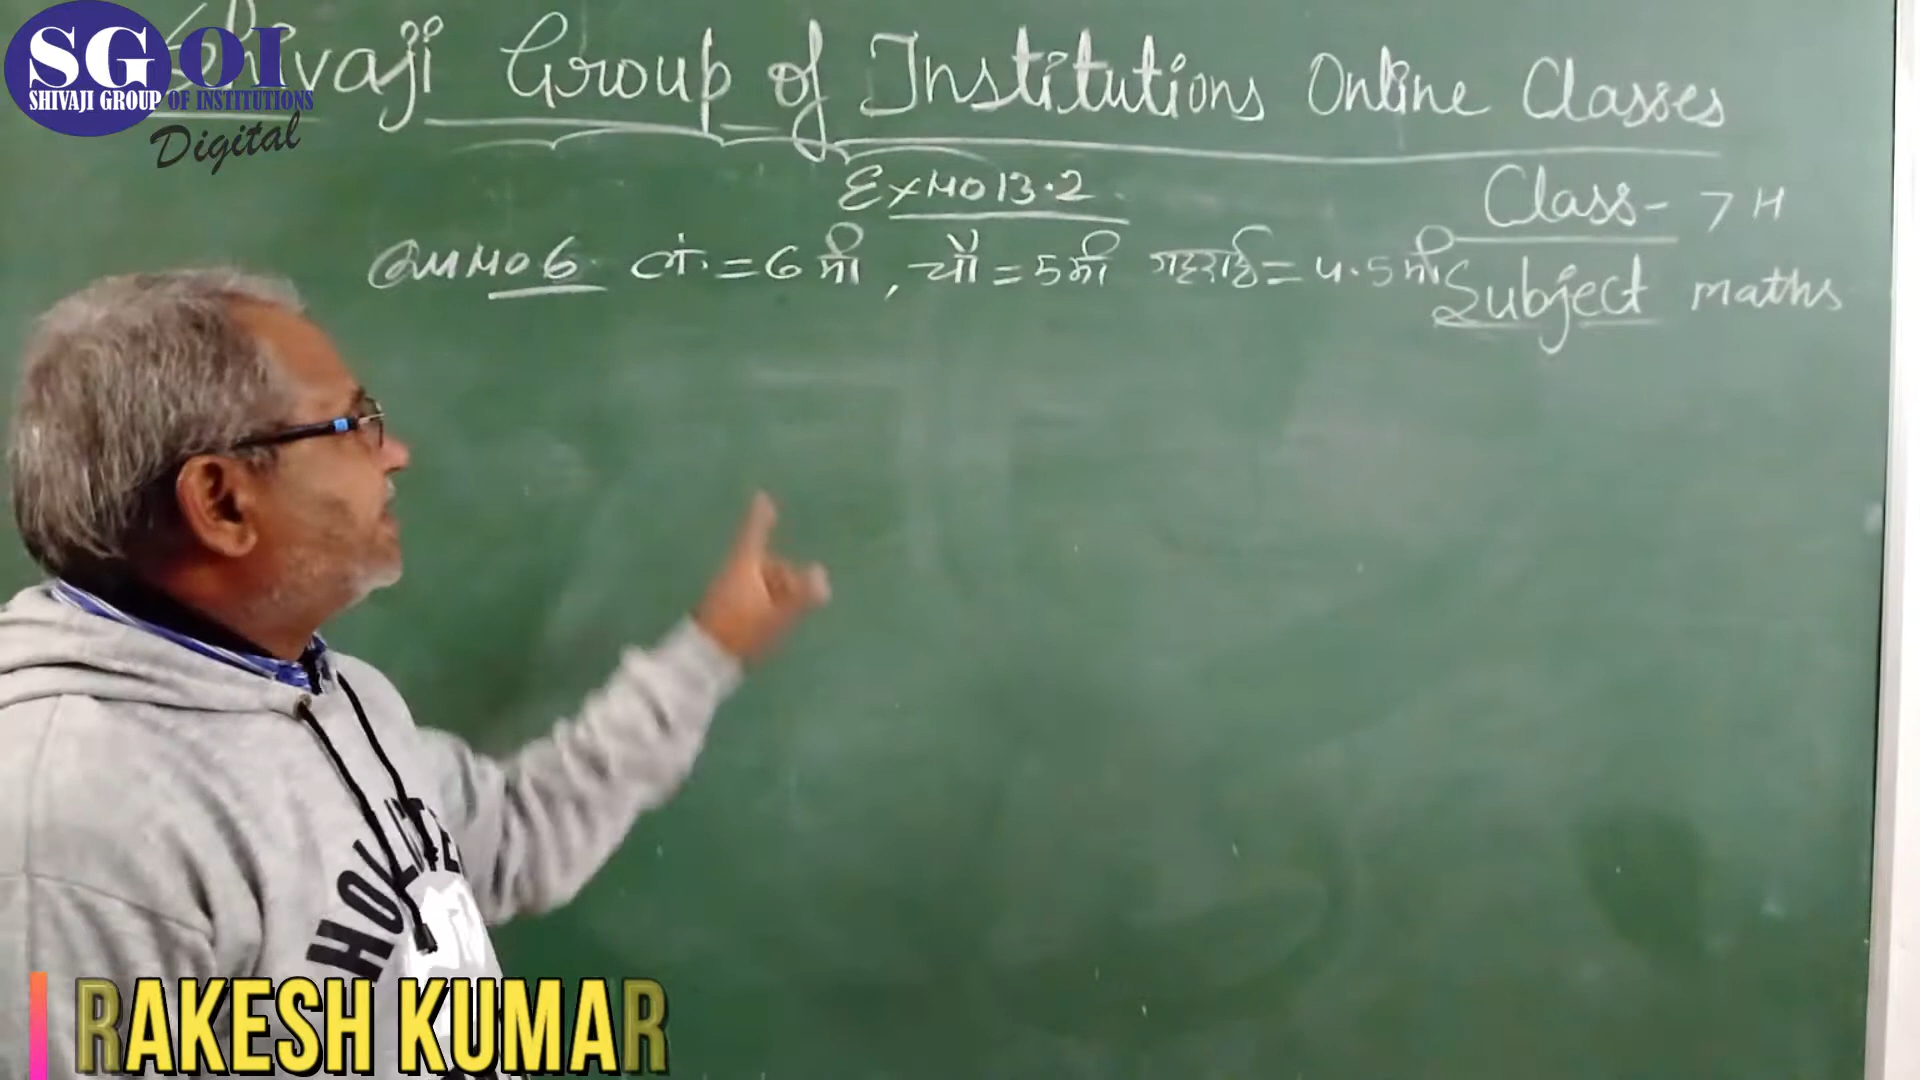 SGOI
SHIVAJI GROUP OF INSTITUTIONS
Digital
Shivaji Group of Institutions Online Classes
Ex No 13.2
Class - 7 H
Qu No 6 लं. = 6 मी, चौ = 5 मी गहराई = 4.5 मी
Subject maths
RAKESH KUMAR